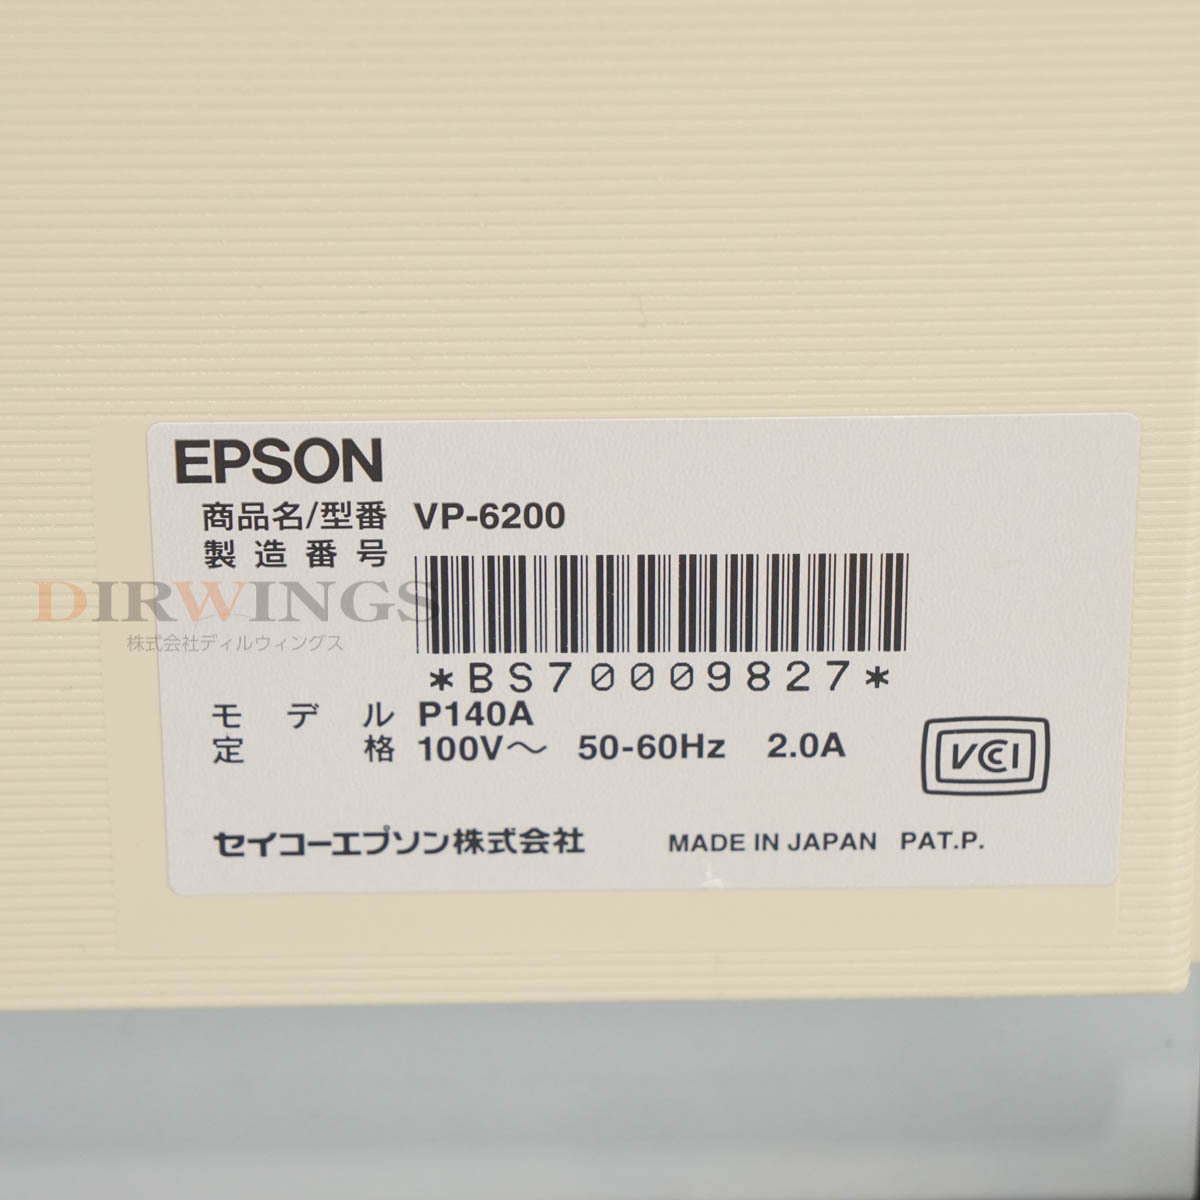 EPSON
商品名/型番 VP-6200
製造番号
DIRWINGS
株式会社ディルウィングス
*BS70009827*
モデル P140A
定格 100V～ 50-60Hz 2.0A
VCCI
セイコーエプソン株式会社 MADE IN JAPAN PAT.P.